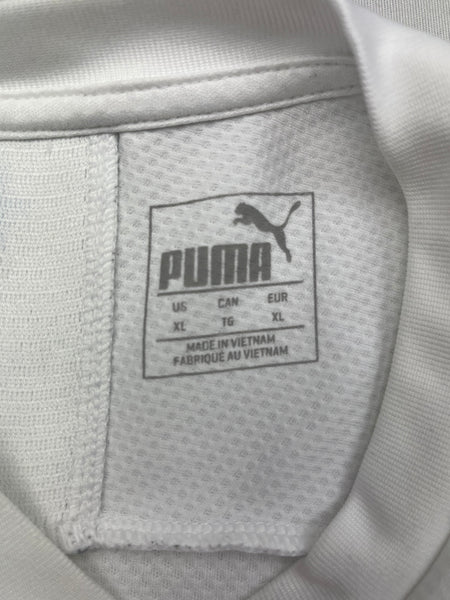 PUMA
US CAN EUR
XL TG XL
MADE IN VIETNAM
FABRIQUÉ AU VIETNAM